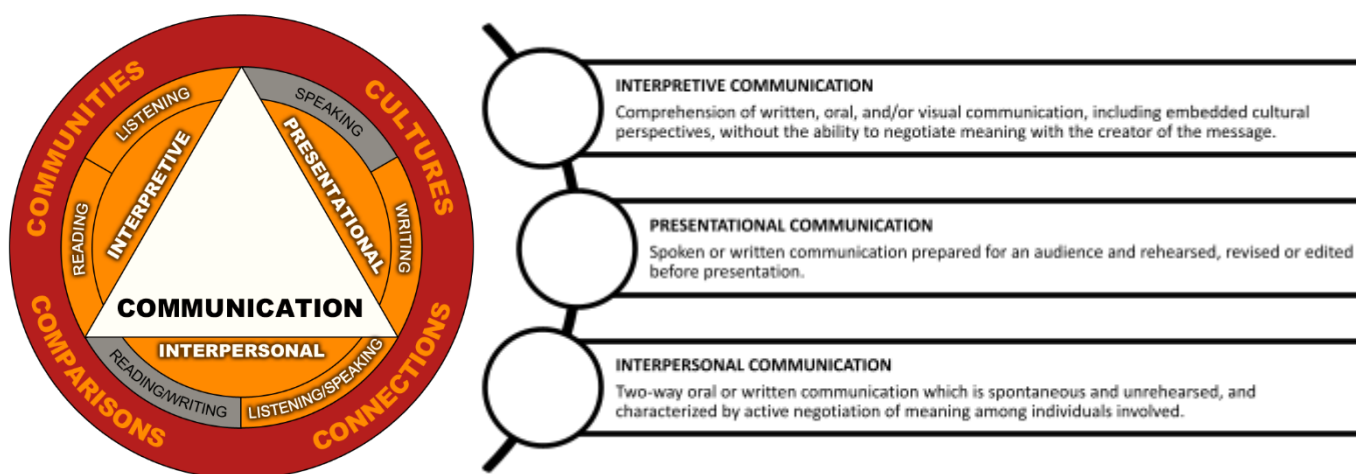 COMMUNITIES
CULTURES
COMPARISONS
CONNECTIONS
LISTENING
READING
INTERPRETIVE
SPEAKING
WRITING
PRESENTATIONAL
COMMUNICATION
INTERPERSONAL
READING/WRITING
LISTENING/SPEAKING
INTERPRETIVE COMMUNICATION
Comprehension of written, oral, and/or visual communication, including embedded cultural
perspectives, without the ability to negotiate meaning with the creator of the message.
PRESENTATIONAL COMMUNICATION
Spoken or written communication prepared for an audience and rehearsed, revised or edited
before presentation.
INTERPERSONAL COMMUNICATION
Two-way oral or written communication which is spontaneous and unrehearsed, and
characterized by active negotiation of meaning among individuals involved.